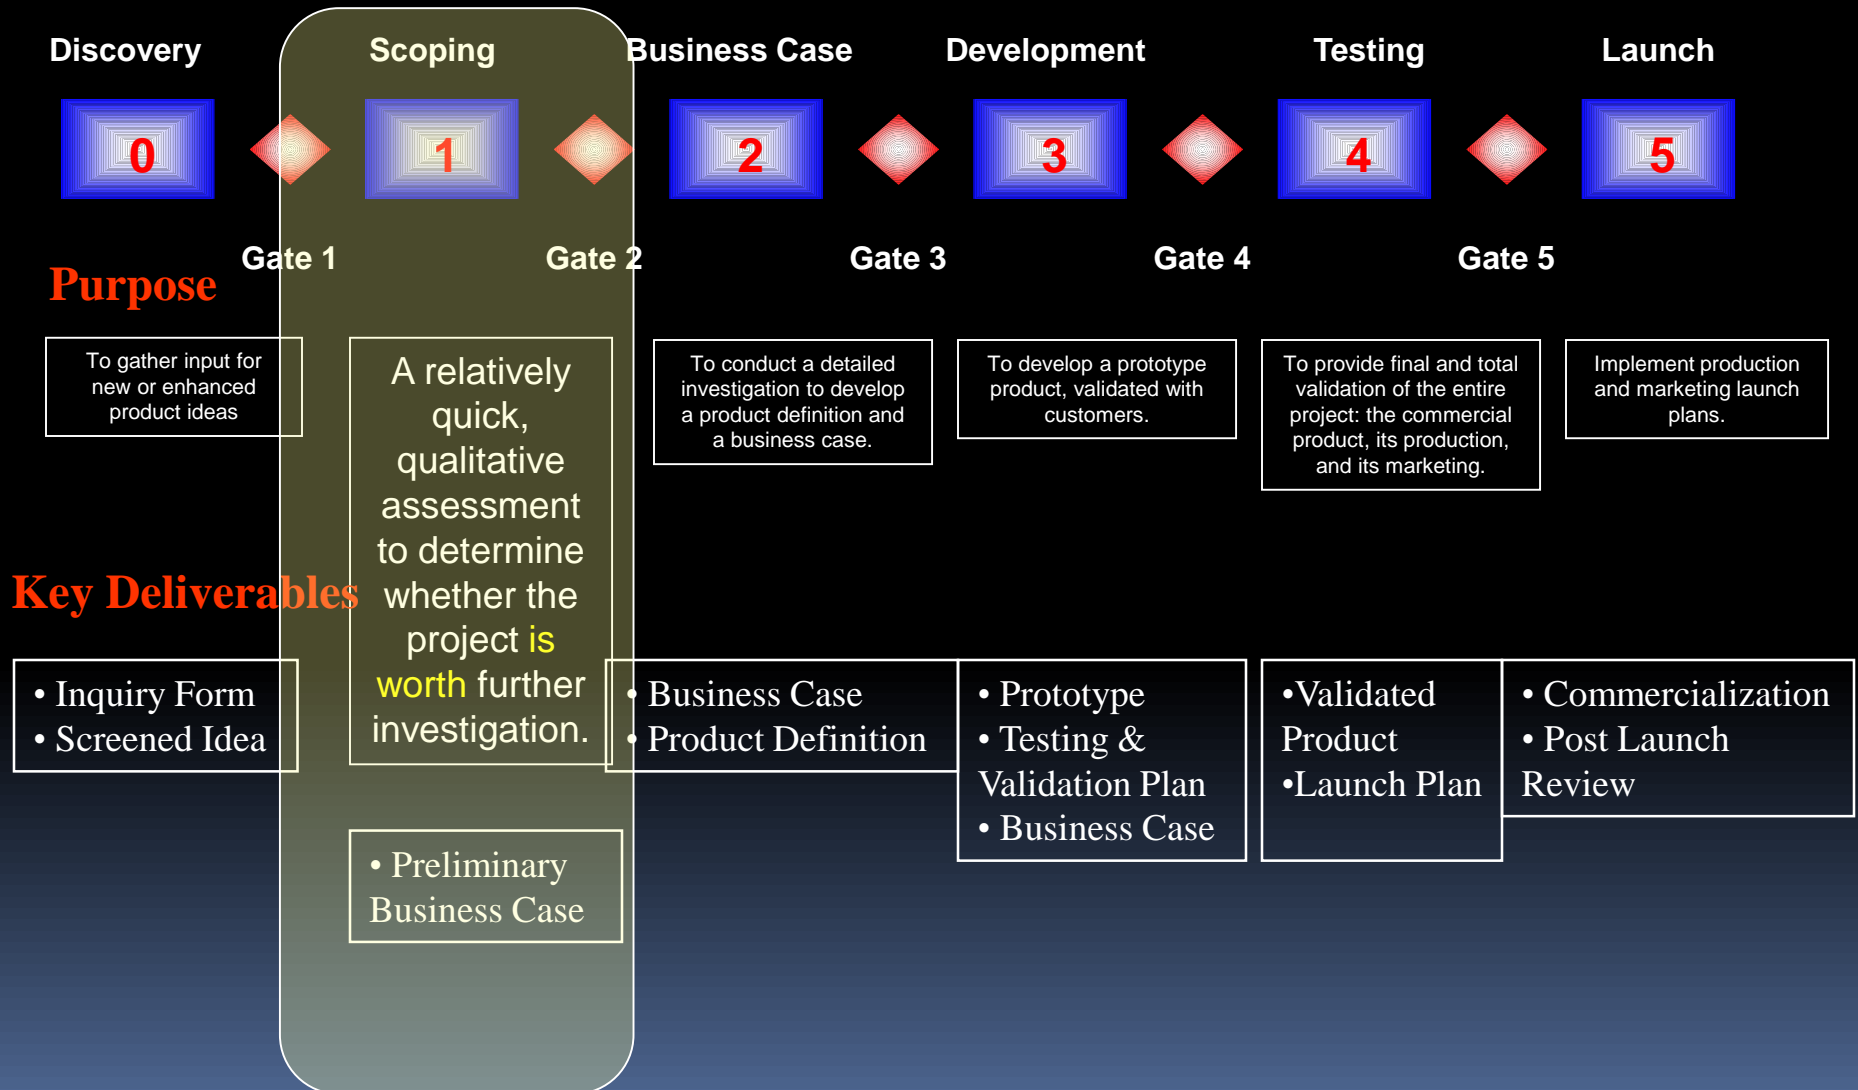 Discovery
Scoping
Business Case
Development
Testing
Launch
0
1
2
3
4
5
Gate 1
Gate 2
Gate 3
Gate 4
Gate 5
Purpose
To gather input for
new or enhanced
product ideas
A relatively
quick,
qualitative
assessment
to determine
whether the
project is
worth further
investigation.
To conduct a detailed
investigation to develop
a product definition and
a business case.
To develop a prototype
product, validated with
customers.
To provide final and total
validation of the entire
project: the commercial
product, its production,
and its marketing.
Implement production
and marketing launch
plans.
Key Deliverables
• Inquiry Form
• Screened Idea
• Preliminary
Business Case
• Business Case
• Product Definition
• Prototype
• Testing &
Validation Plan
• Business Case
•Validated
Product
•Launch Plan
• Commercialization
• Post Launch
Review